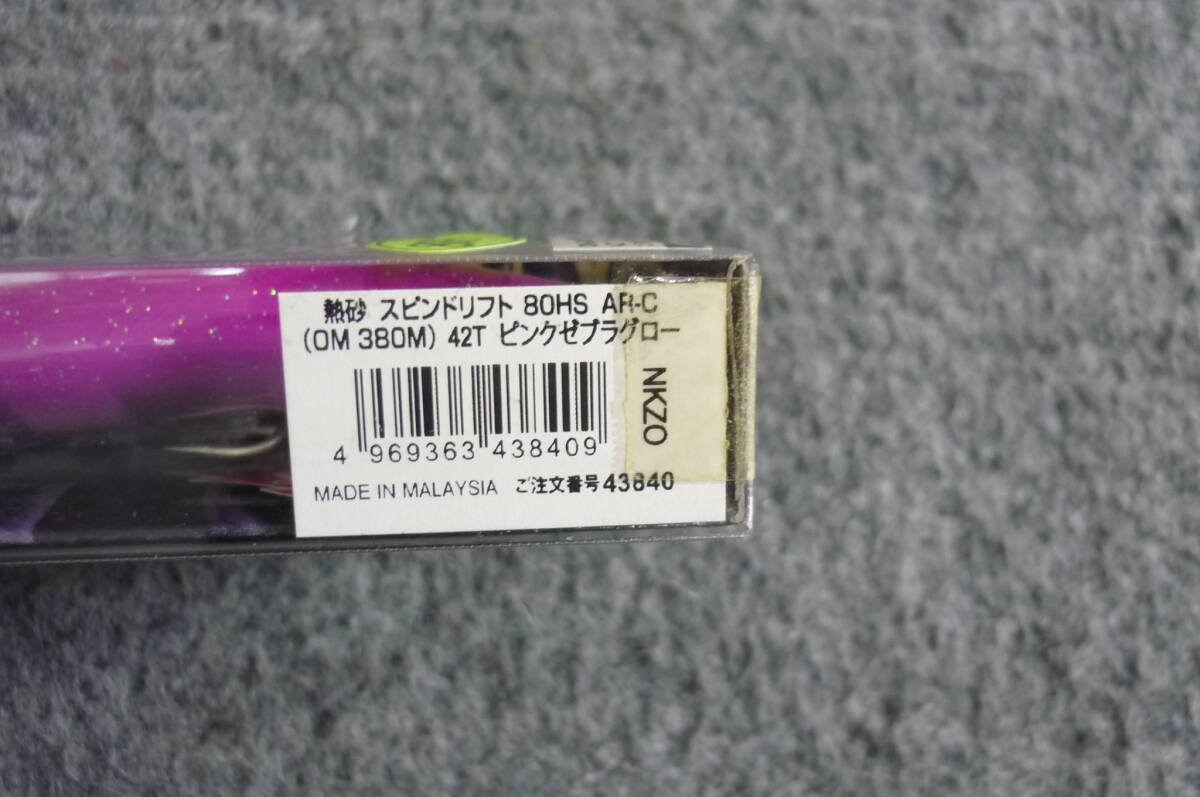 熱砂 スピンドリフト 80HS AR-C
(OM 380M) 42T ピンクゼブラグロー
NKZO
4 969363 438409
MADE IN MALAYSIA ご注文番号43840